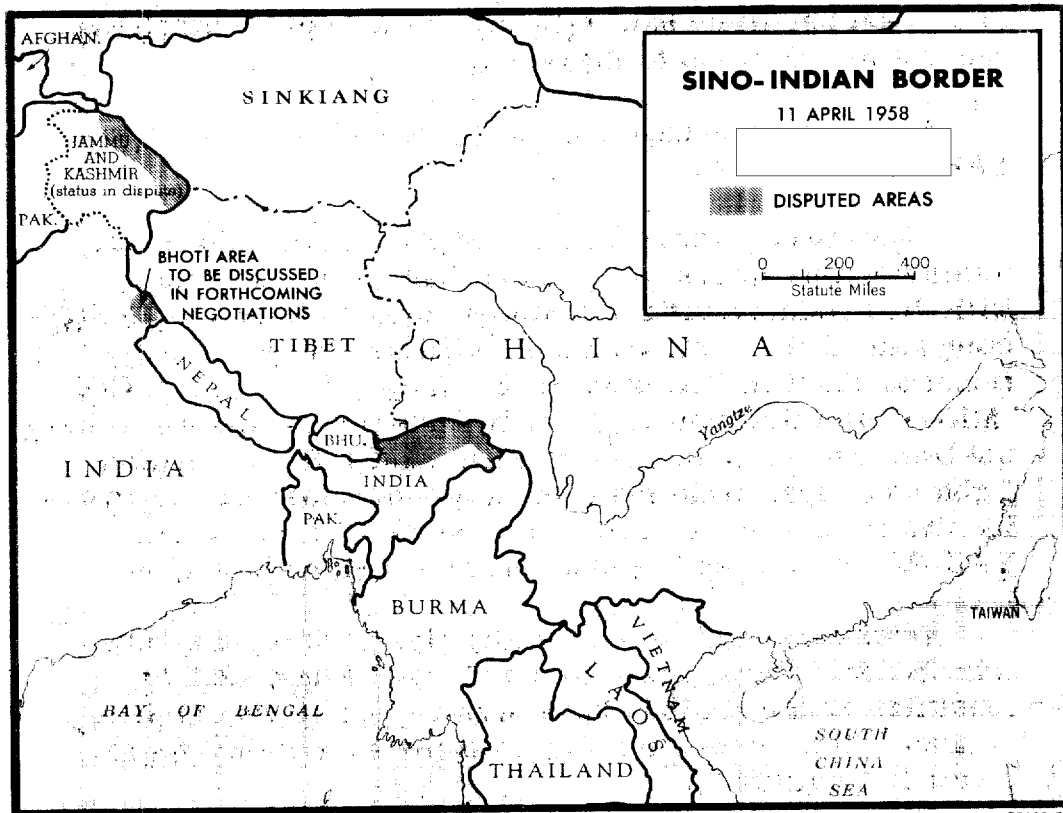 SINO-INDIAN BORDER
11 APRIL 1958
DISPUTED AREAS
0 200 400
Statute Miles
AFGHAN.
SINKIANG
JAMMU
AND
KASHMIR
(status in dispute)
PAK.
BHOTI AREA
TO BE DISCUSSED
IN FORTHCOMING
NEGOTIATIONS
TIBET
CHINA
NEPAL
BHU.
Yangtze
INDIA
INDIA
PAK.
BURMA
TAIWAN
VIETNAM
LAOS
BAY OF BENGAL
THAILAND
SOUTH
CHINA
SEA